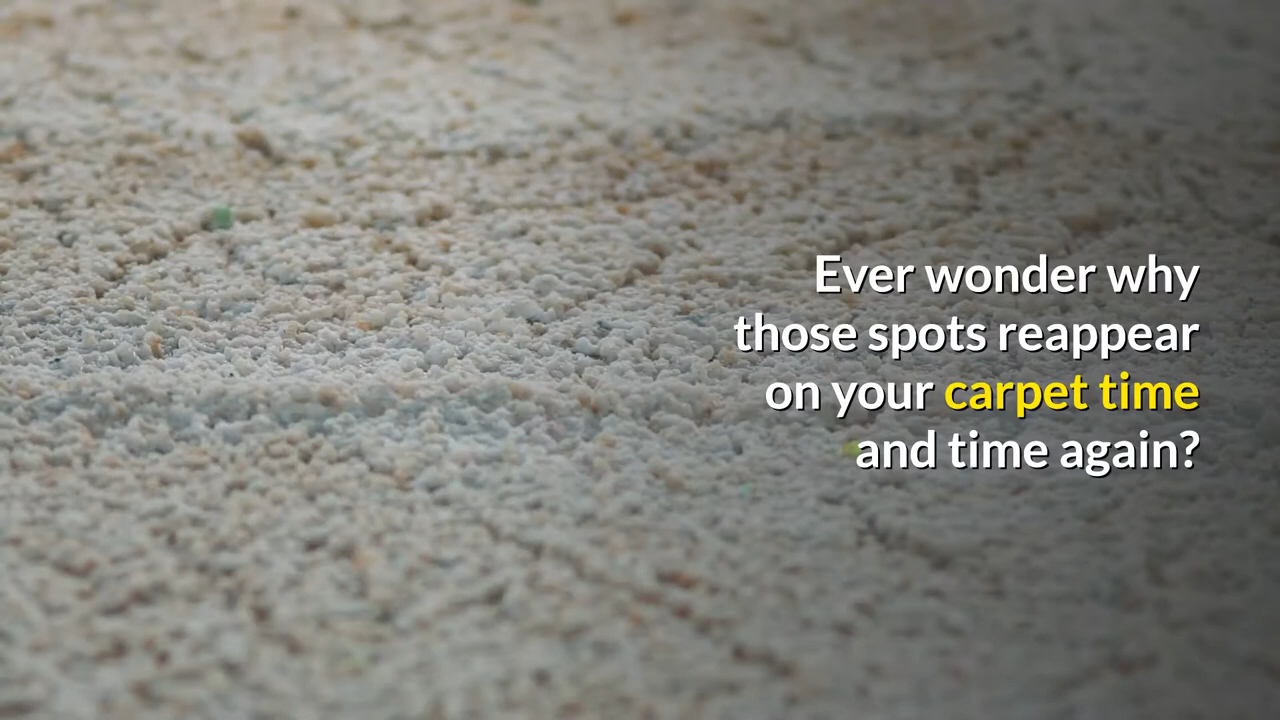 Ever wonder why
those spots reappear
on your carpet time
and time again?